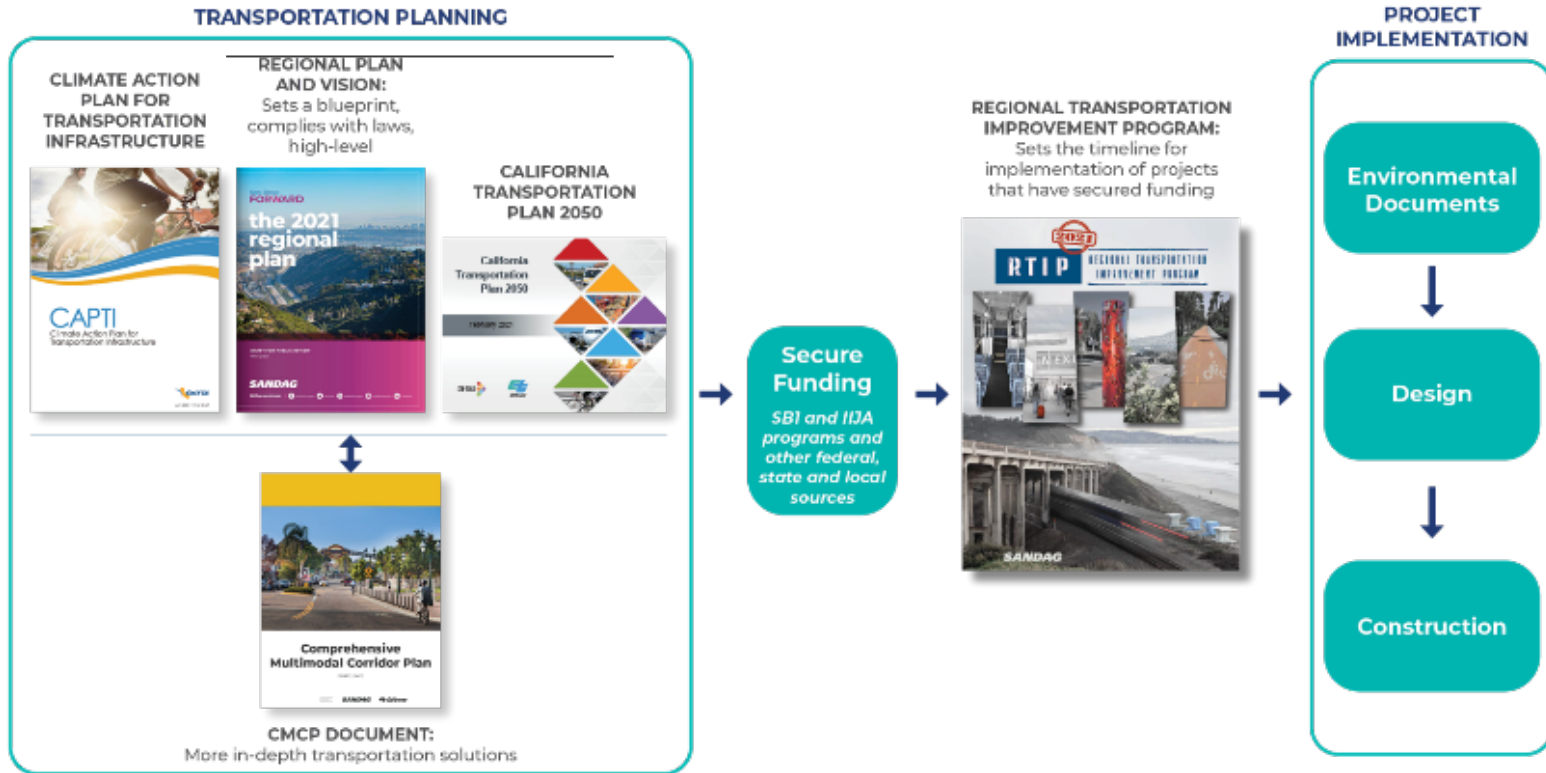 TRANSPORTATION PLANNING
CLIMATE ACTION
PLAN FOR
TRANSPORTATION
INFRASTRUCTURE
CAPTI
Climate Action Plan for
Transportation Infrastructure
REGIONAL PLAN
AND VISION:
Sets a blueprint,
complies with laws,
high-level
FORWARD
the 2021
regional
plan
SANDAG
CALIFORNIA
TRANSPORTATION
PLAN 2050
California
Transportation
Plan 2050
Comprehensive
Multimodal Corridor Plan
SANDAG
CMCP DOCUMENT:
More in-depth transportation solutions
Secure
Funding
SB1 and IIJA
programs and
other federal,
state and local
sources
REGIONAL TRANSPORTATION
IMPROVEMENT PROGRAM:
Sets the timeline for
implementation of projects
that have secured funding
2021
RTIP
REGIONAL TRANSPORTATION
IMPROVEMENT PROGRAM
SANDAG
PROJECT
IMPLEMENTATION
Environmental
Documents
Design
Construction